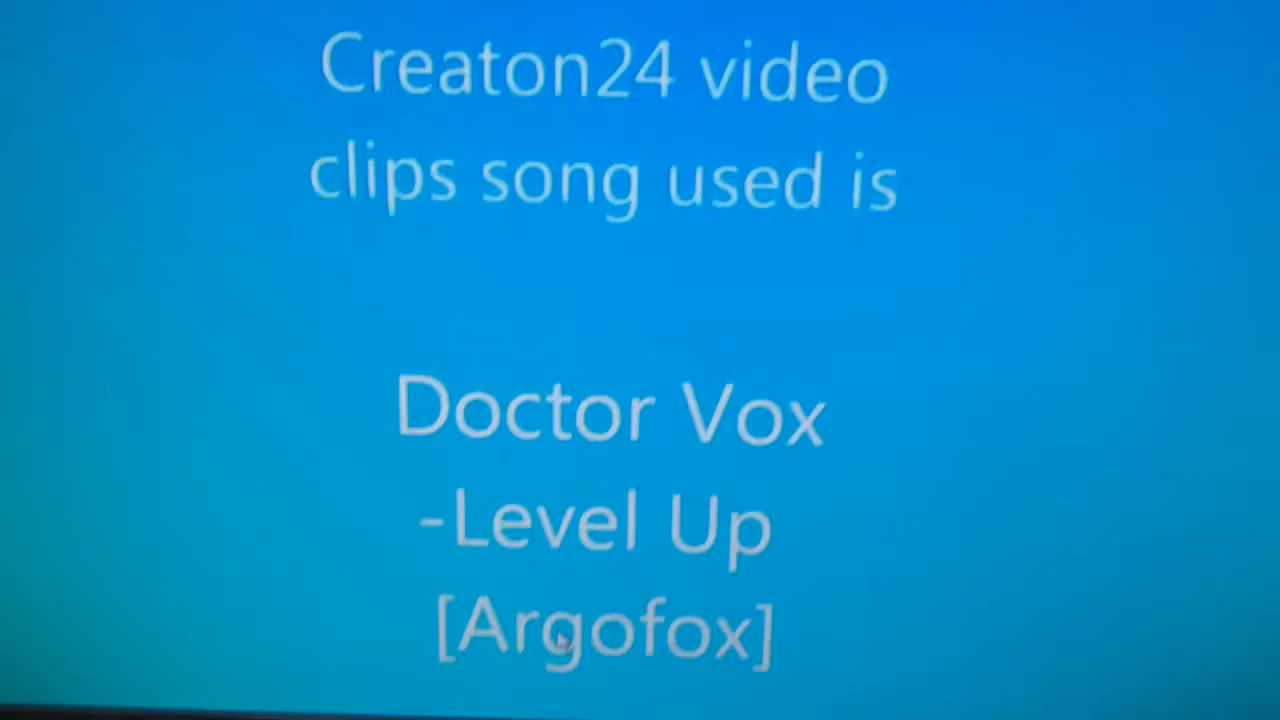 Creaton24 video
clips song used is
Doctor Vox
-Level Up
[Argofox]